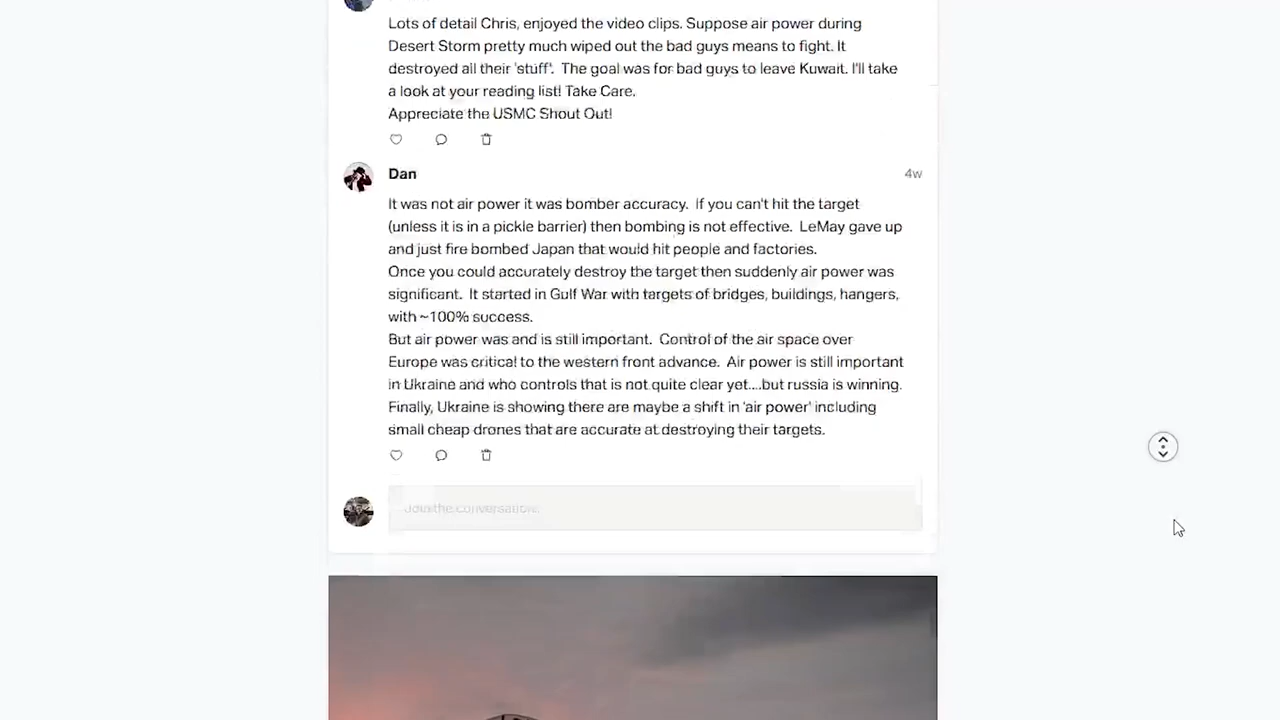 Lots of detail Chris, enjoyed the video clips. Suppose air power during
Desert Storm pretty much wiped out the bad guys means to fight. It
destroyed all their 'stuff'. The goal was for bad guys to leave Kuwait. I'll take
a look at your reading list! Take Care.
Appreciate the USMC Shout Out!
Dan
4w
It was not air power it was bomber accuracy. If you can't hit the target
(unless it is in a pickle barrier) then bombing is not effective. LeMay gave up
and just fire bombed Japan that would hit people and factories.
Once you could accurately destroy the target then suddenly air power was
significant. It started in Gulf War with targets of bridges, buildings, hangers,
with ~100% success.
But air power was and is still important. Control of the air space over
Europe was critical to the western front advance. Air power is still important
in Ukraine and who controls that is not quite clear yet....but russia is winning.
Finally, Ukraine is showing there are maybe a shift in 'air power' including
small cheap drones that are accurate at destroying their targets.
Join the conversation